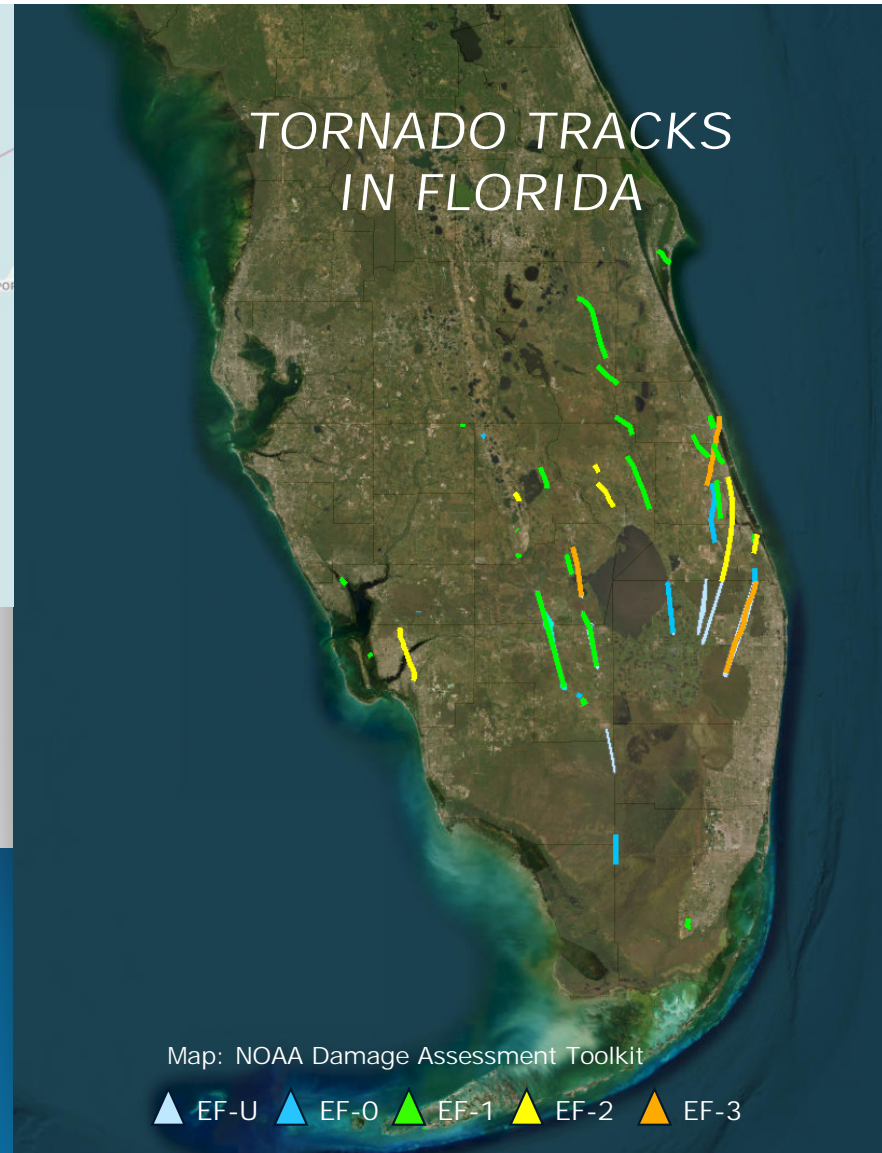 TORNADO TRACKS
IN FLORIDA
Map: NOAA Damage Assessment Toolkit
EF-U EF-0 EF-1 EF-2 EF-3